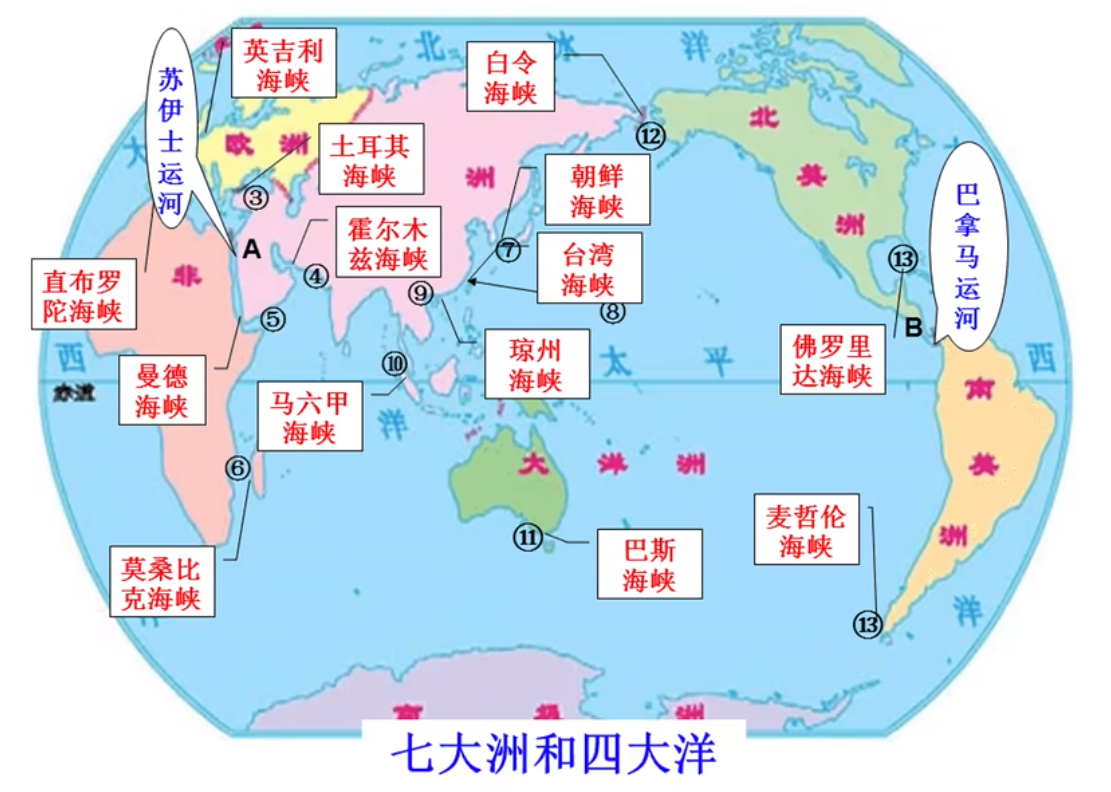 英吉利
海峡
北
冰
洋
白令
海峡
苏伊士运河
欧
洲
土耳其
海峡
③
⑫
北
美
洲
大
洲
朝鲜
海峡
巴拿马运河
霍尔木
兹海峡
⑦
A
④
⑨
台湾
海峡
⑧
⑬
非
直布罗
陀海峡
⑤
B
曼德
海峡
琼州
海峡
佛罗里
达海峡
西
太
平
西
赤道
⑩
马六甲
海峡
洋
南
美
洲
大
洋
洲
⑥
麦哲伦
海峡
⑪
巴斯
海峡
莫桑比
克海峡
⑬
洋
南
极
洲
七大洲和四大洋